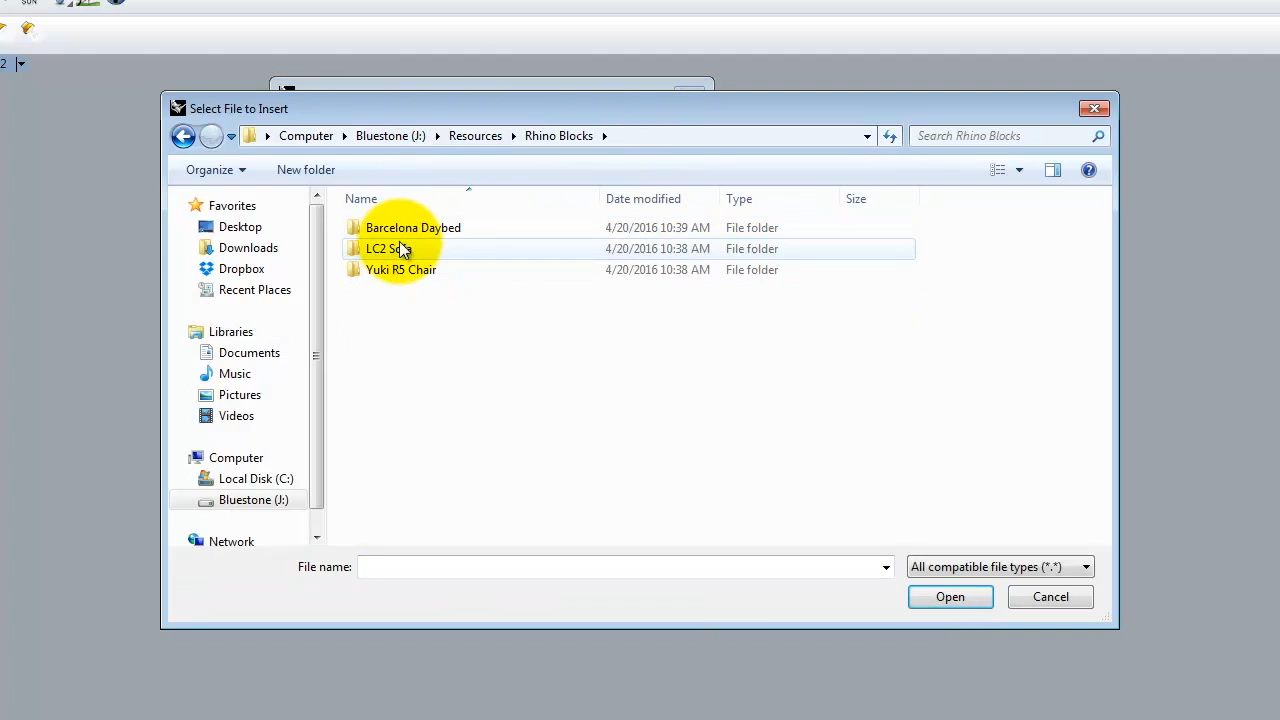 SUN
2
Select File to Insert
Computer Bluestone (J:) Resources Rhino Blocks
Search Rhino Blocks
Organize New folder
Name Date modified Type Size
Favorites
Desktop
Downloads
Dropbox
Recent Places
Libraries
Documents
Music
Pictures
Videos
Computer
Local Disk (C:)
Bluestone (J:)
Network
Barcelona Daybed 4/20/2016 10:39 AM File folder
LC2 Sofa 4/20/2016 10:38 AM File folder
Yuki R5 Chair 4/20/2016 10:38 AM File folder
File name:
All compatible file types (*.*)
Open Cancel